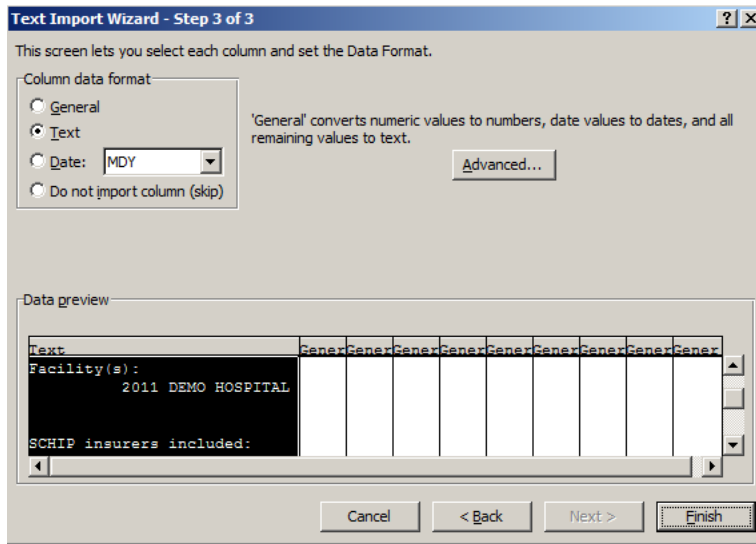 Text Import Wizard - Step 3 of 3
This screen lets you select each column and set the Data Format.
Column data format
General
Text
Date: MDY
Do not import column (skip)
'General' converts numeric values to numbers, date values to dates, and all
remaining values to text.
Advanced...
Data preview
Text GenerGenerGenerGenerGenerGenerGenerGenerGener
Facility(s):
2011 DEMO HOSPITAL
SCHIP insurers included:
Cancel < Back Next > Finish